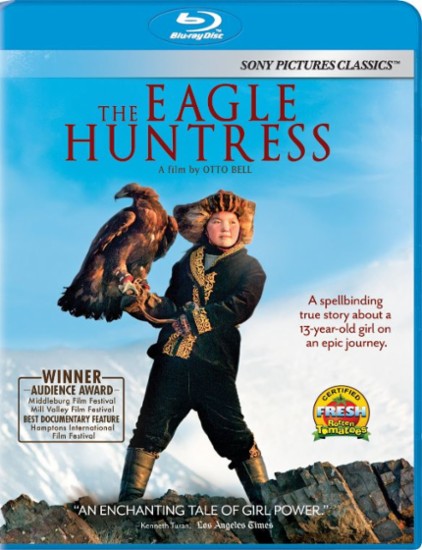 Blu-ray Disc
SONY PICTURES CLASSICS™
THE EAGLE
HUNTRESS
A film by OTTO BELL
A spellbinding
true story about a
13-year-old girl on
an epic journey.
WINNER
AUDIENCE AWARD
Middleburg Film Festival
Mill Valley Film Festival
BEST DOCUMENTARY FEATURE
Hamptons International
Film Festival
CERTIFIED
FRESH
Rotten
Tomatoes
“AN ENCHANTING TALE OF GIRL POWER.”
Kenneth Turan, Los Angeles Times